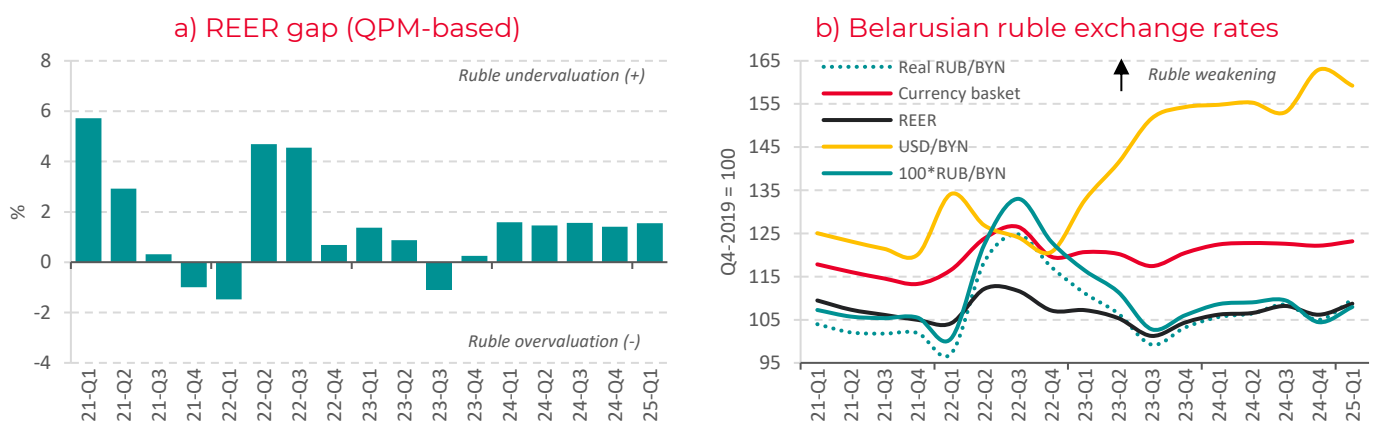 a) REER gap (QPM-based)
8
6
4
2
0
-2
-4
%
Ruble undervaluation (+)
Ruble overvaluation (-)
21-Q1
21-Q2
21-Q3
21-Q4
22-Q1
22-Q2
22-Q3
22-Q4
23-Q1
23-Q2
23-Q3
23-Q4
24-Q1
24-Q2
24-Q3
24-Q4
25-Q1
b) Belarusian ruble exchange rates
165
155
145
135
125
115
105
95
Q4-2019 = 100
Real RUB/BYN
Currency basket
REER
USD/BYN
100*RUB/BYN
Ruble weakening
21-Q1
21-Q2
21-Q3
21-Q4
22-Q1
22-Q2
22-Q3
22-Q4
23-Q1
23-Q2
23-Q3
23-Q4
24-Q1
24-Q2
24-Q3
24-Q4
25-Q1